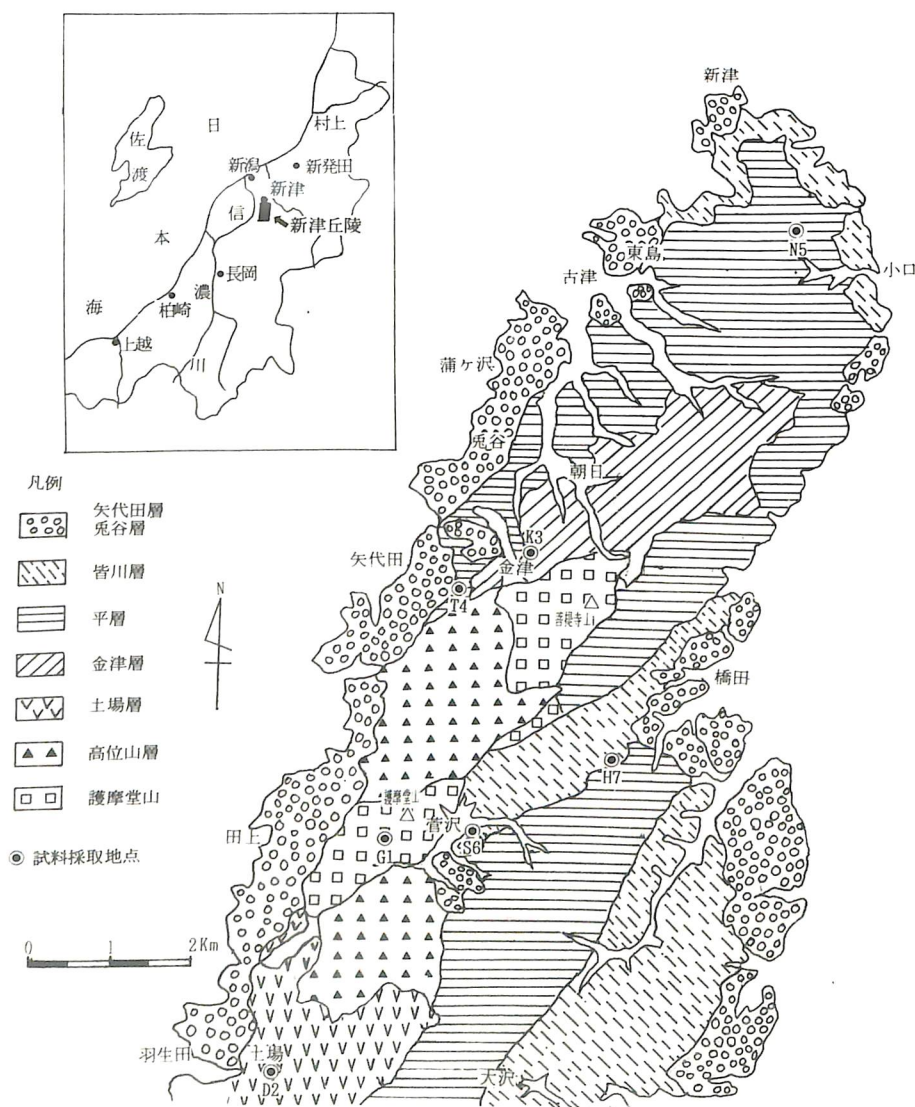 佐渡
日本海
村上
新潟
新発田
新津
信濃川
新津丘陵
長岡
柏崎
上越
新津
N5
小口
東島
古津
蒲ヶ沢
兎谷
朝日
K3
金津
矢代田
T4
菩提寺山
橋田
H7
護摩堂山
菅沢
S6
G1
田上
羽生田
土場
D2
大沢
凡例
矢代田層
兎谷層
皆川層
平層
金津層
土場層
高位山層
護摩堂山
試料採取地点
N
0 1 2Km